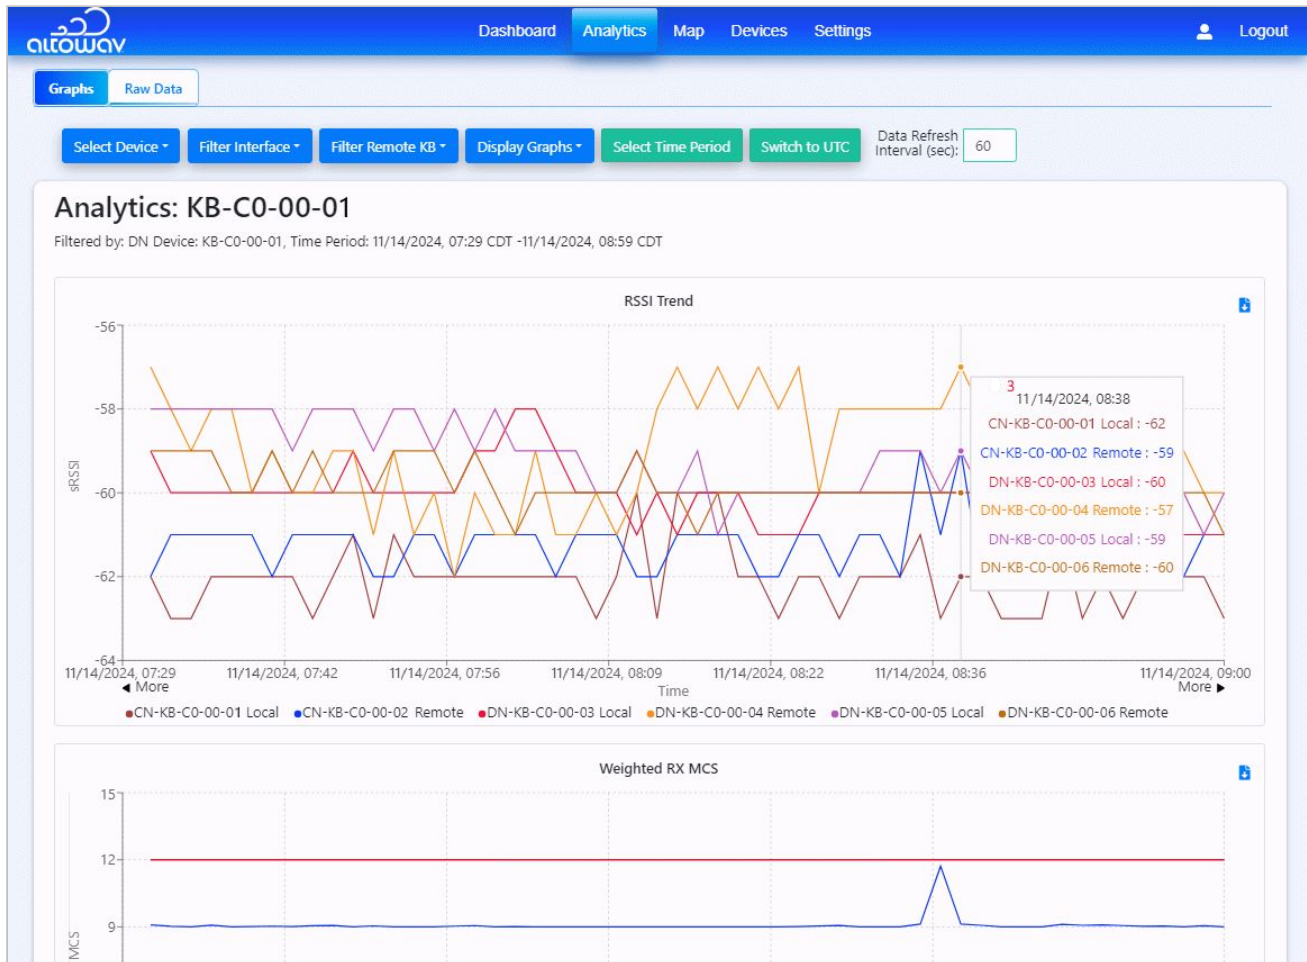 altowav
Dashboard Analytics Map Devices Settings Logout
Graphs Raw Data
Select Device Filter Interface Filter Remote KB Display Graphs Select Time Period Switch to UTC Data Refresh Interval (sec): 60
Analytics: KB-C0-00-01
Filtered by: DN Device: KB-C0-00-01, Time Period: 11/14/2024, 07:29 CDT -11/14/2024, 08:59 CDT
RSSI Trend
-56
-58
-60
-62
-64
sRSSI
3
11/14/2024, 08:38
CN-KB-C0-00-01 Local : -62
CN-KB-C0-00-02 Remote : -59
DN-KB-C0-00-03 Local : -60
DN-KB-C0-00-04 Remote : -57
DN-KB-C0-00-05 Local : -59
DN-KB-C0-00-06 Remote : -60
11/14/2024, 07:29 11/14/2024, 07:42 11/14/2024, 07:56 11/14/2024, 08:09 11/14/2024, 08:22 11/14/2024, 08:36 11/14/2024, 09:00
More Time More
CN-KB-C0-00-01 Local CN-KB-C0-00-02 Remote DN-KB-C0-00-03 Local DN-KB-C0-00-04 Remote DN-KB-C0-00-05 Local DN-KB-C0-00-06 Remote
Weighted RX MCS
15
12
9
MCS